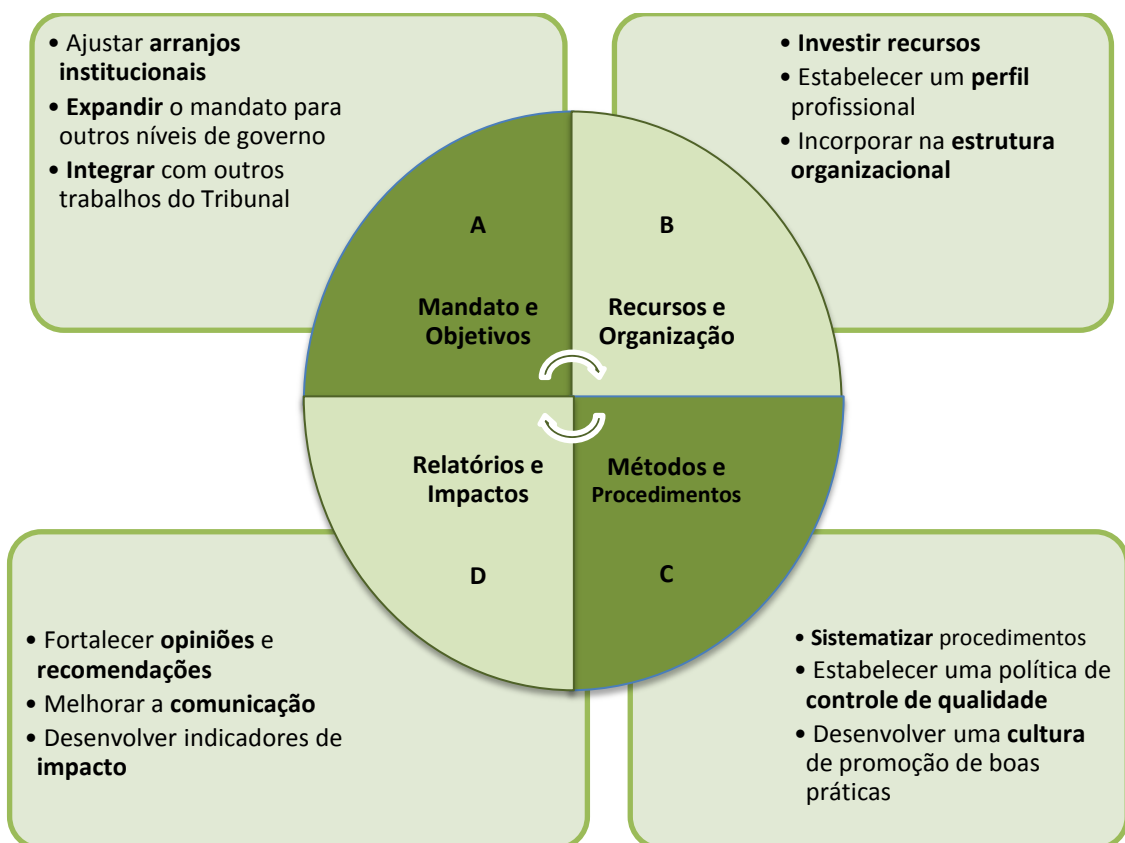 • Ajustar arranjos
institucionais
• Expandir o mandato para
outros níveis de governo
• Integrar com outros
trabalhos do Tribunal
• Investir recursos
• Estabelecer um perfil
profissional
• Incorporar na estrutura
organizacional
A
Mandato e
Objetivos
B
Recursos e
Organização
Relatórios e
Impactos
D
Métodos e
Procedimentos
C
• Fortalecer opiniões e
recomendações
• Melhorar a comunicação
• Desenvolver indicadores de
impacto
• Sistematizar procedimentos
• Estabelecer uma política de
controle de qualidade
• Desenvolver uma cultura
de promoção de boas
práticas